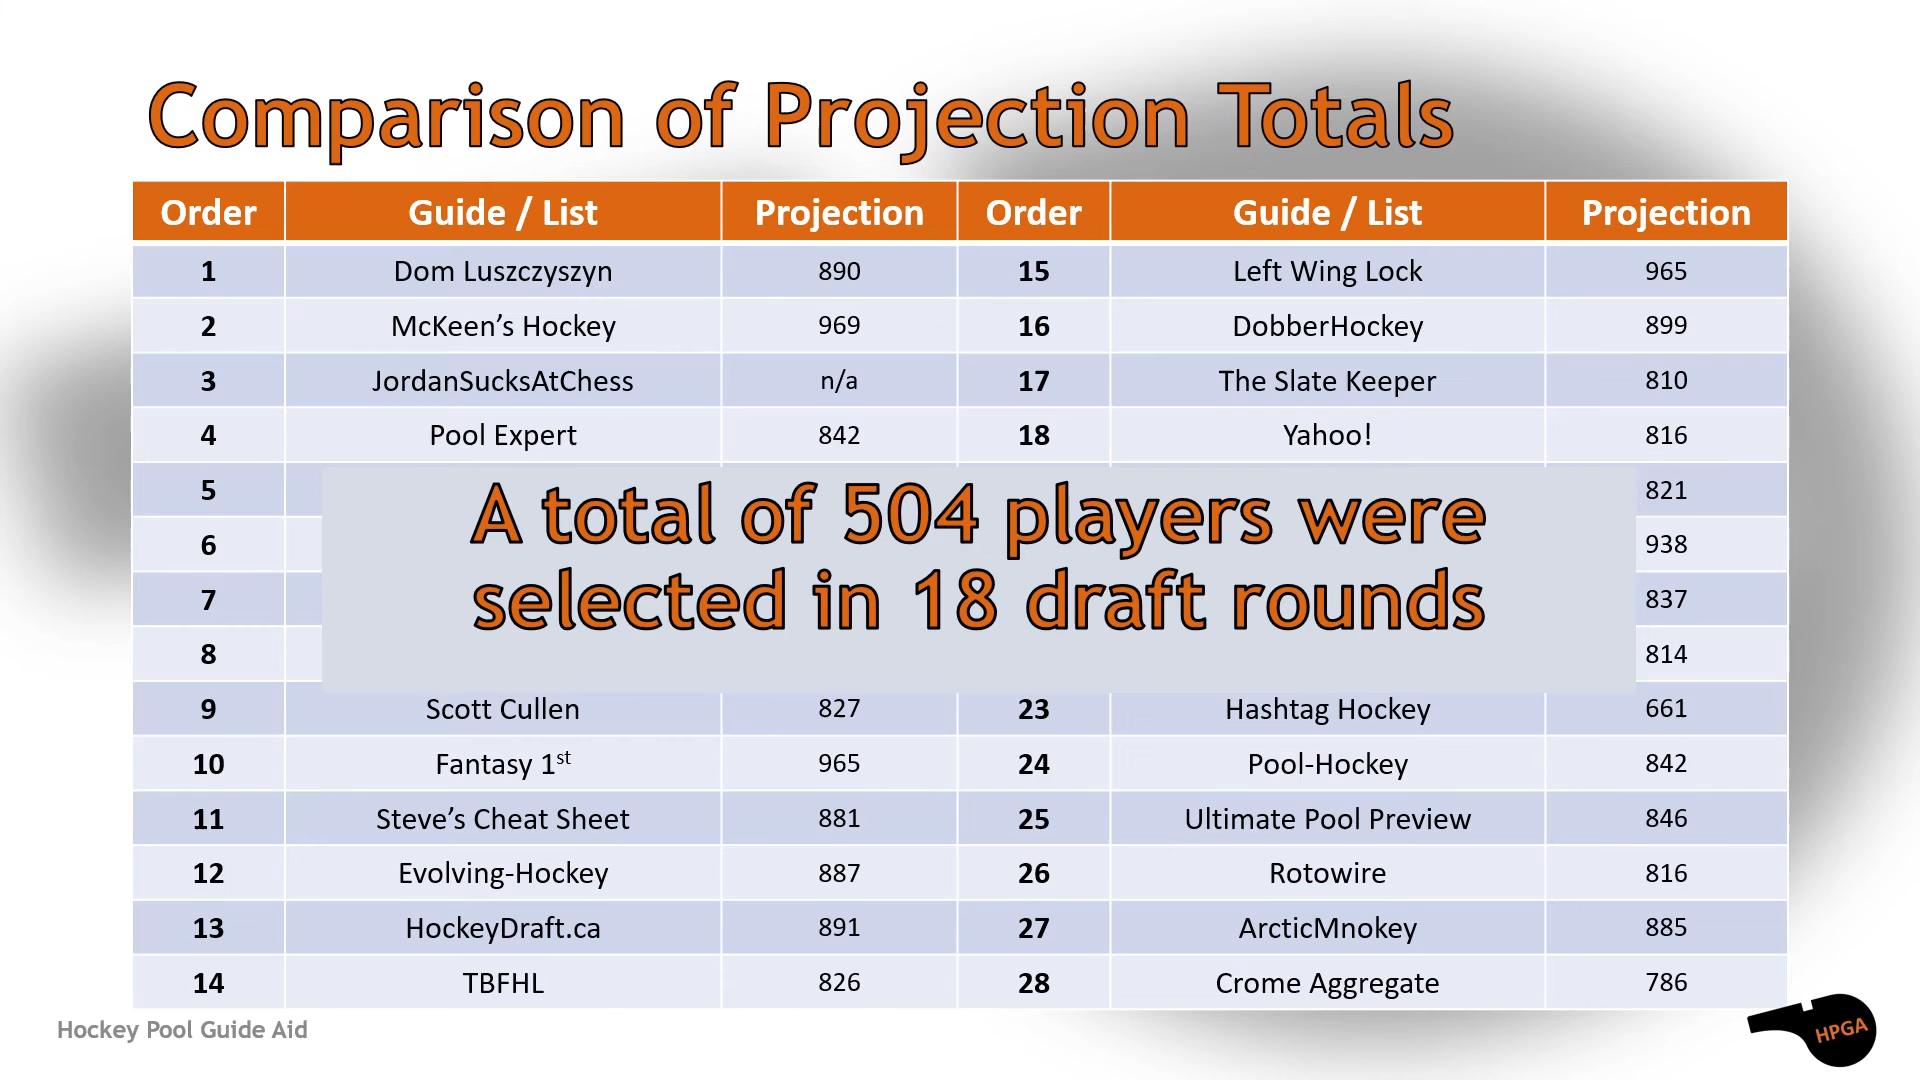 Comparison of Projection Totals
Order Guide / List Projection Order Guide / List Projection
1 Dom Luszczyszyn 890 15 Left Wing Lock 965
2 McKeen’s Hockey 969 16 DobberHockey 899
3 JordanSucksAtChess n/a 17 The Slate Keeper 810
4 Pool Expert 842 18 Yahoo! 816
5 821
A total of 504 players were
6 938
7 837
selected in 18 draft rounds
8 814
9 Scott Cullen 827 23 Hashtag Hockey 661
10 Fantasy 1st 965 24 Pool-Hockey 842
11 Steve’s Cheat Sheet 881 25 Ultimate Pool Preview 846
12 Evolving-Hockey 887 26 Rotowire 816
13 HockeyDraft.ca 891 27 ArcticMnokey 885
14 TBFHL 826 28 Crome Aggregate 786
Hockey Pool Guide Aid
HPGA